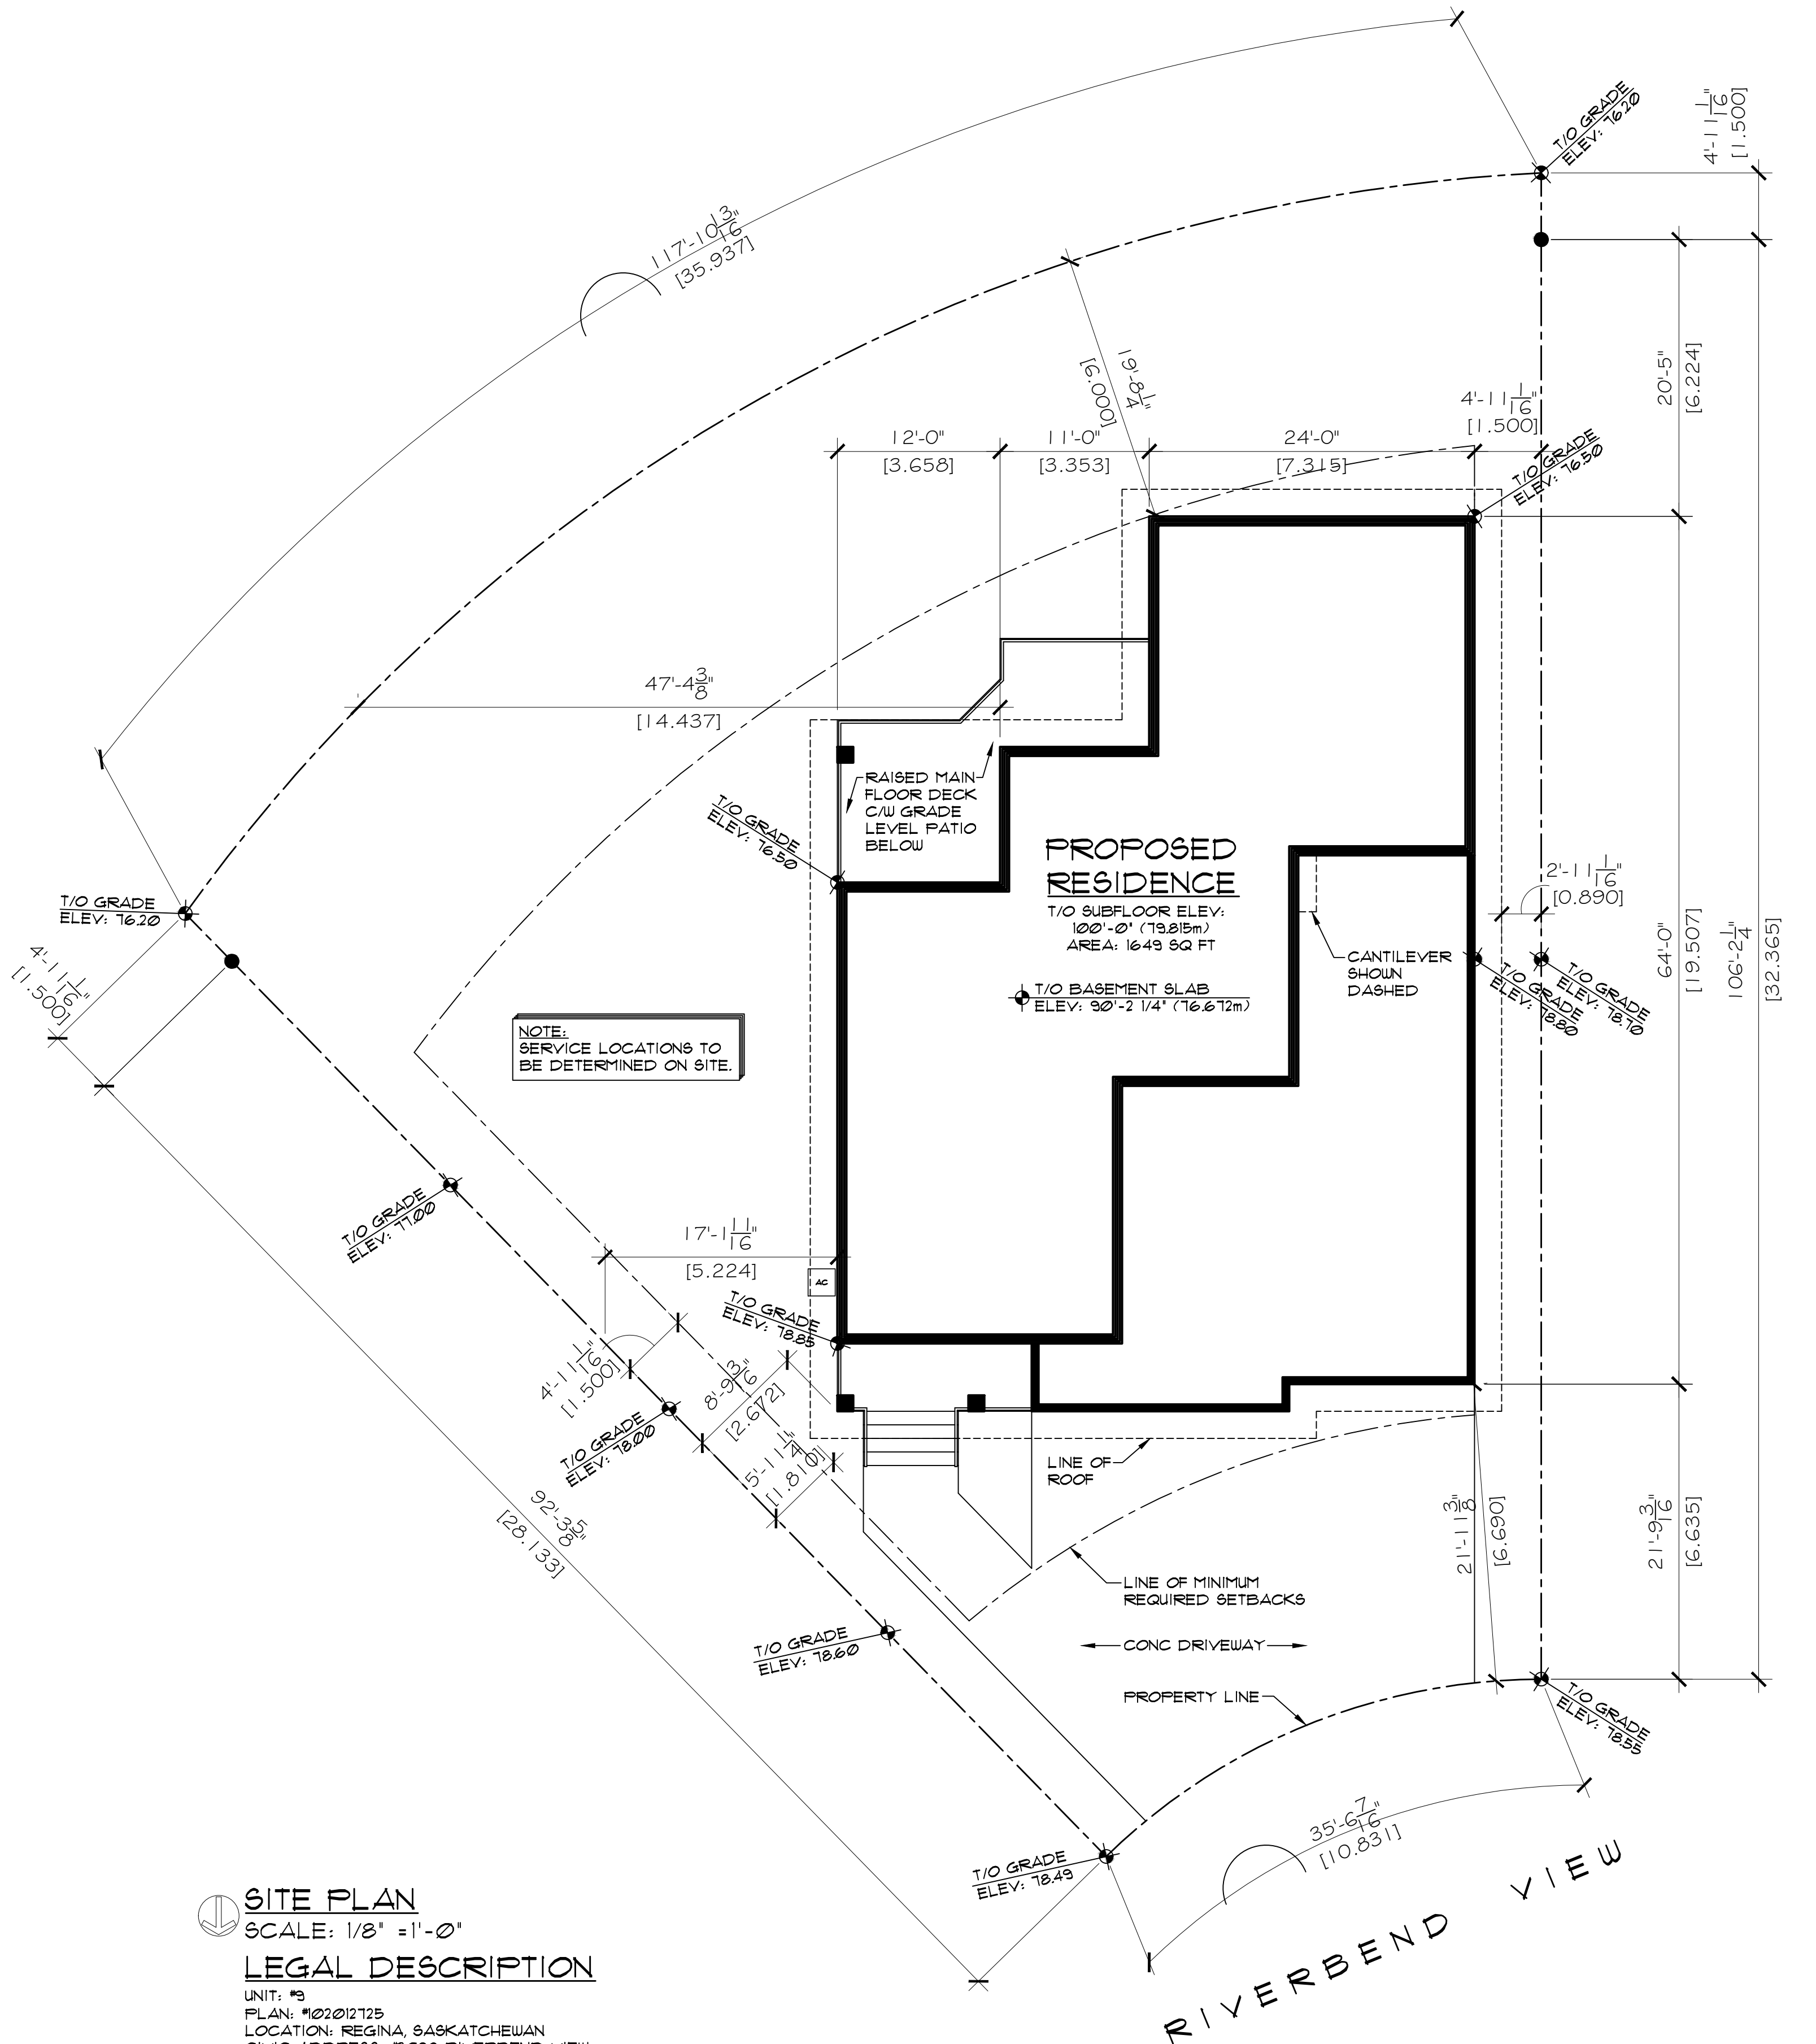 T/O GRADE
ELEV: 76.20
4'-11 1/16"
[1.500]
117'-10 13/16"
[35.937]
19'-8 1/4"
[6.000]
20'-5"
[6.224]
4'-11 1/16"
[1.500]
12'-0"
[3.658]
11'-0"
[3.353]
24'-0"
[7.315]
T/O GRADE
ELEV: 76.50
47'-4 3/8"
[14.437]
RAISED MAIN
FLOOR DECK
C/W GRADE
LEVEL PATIO
BELOW
T/O GRADE
ELEV: 76.50
PROPOSED
RESIDENCE
T/O SUBFLOOR ELEV:
100'-0" (79.815m)
AREA: 1649 SQ FT
2'-11 1/16"
[0.890]
T/O GRADE
ELEV: 76.20
4'-11 1/16"
[1.500]
CANTILEVER
SHOWN
DASHED
T/O BASEMENT SLAB
ELEV: 90'-2 1/4" (76.672m)
T/O GRADE
ELEV: 78.80
T/O GRADE
ELEV: 78.70
64'-0"
[19.507]
106'-2 1/4"
[32.365]
NOTE:
SERVICE LOCATIONS TO
BE DETERMINED ON SITE.
T/O GRADE
ELEV: 77.00
17'-1 11/16"
[5.224]
AC
T/O GRADE
ELEV: 78.85
4'-11 1/16"
[1.500]
8'-9 3/16"
[2.672]
T/O GRADE
ELEV: 78.00
5'-11 1/4"
[1.810]
LINE OF
ROOF
92'-3 5/8"
[28.133]
21'-11 3/8"
[6.690]
21'-9 3/16"
[6.635]
LINE OF MINIMUM
REQUIRED SETBACKS
CONC DRIVEWAY
T/O GRADE
ELEV: 78.60
PROPERTY LINE
T/O GRADE
ELEV: 78.55
35'-6 7/16"
[10.831]
T/O GRADE
ELEV: 78.49
RIVERBEND VIEW
SITE PLAN
SCALE: 1/8" =1'-0"
LEGAL DESCRIPTION
UNIT: #9
PLAN: #102012725
LOCATION: REGINA, SASKATCHEWAN